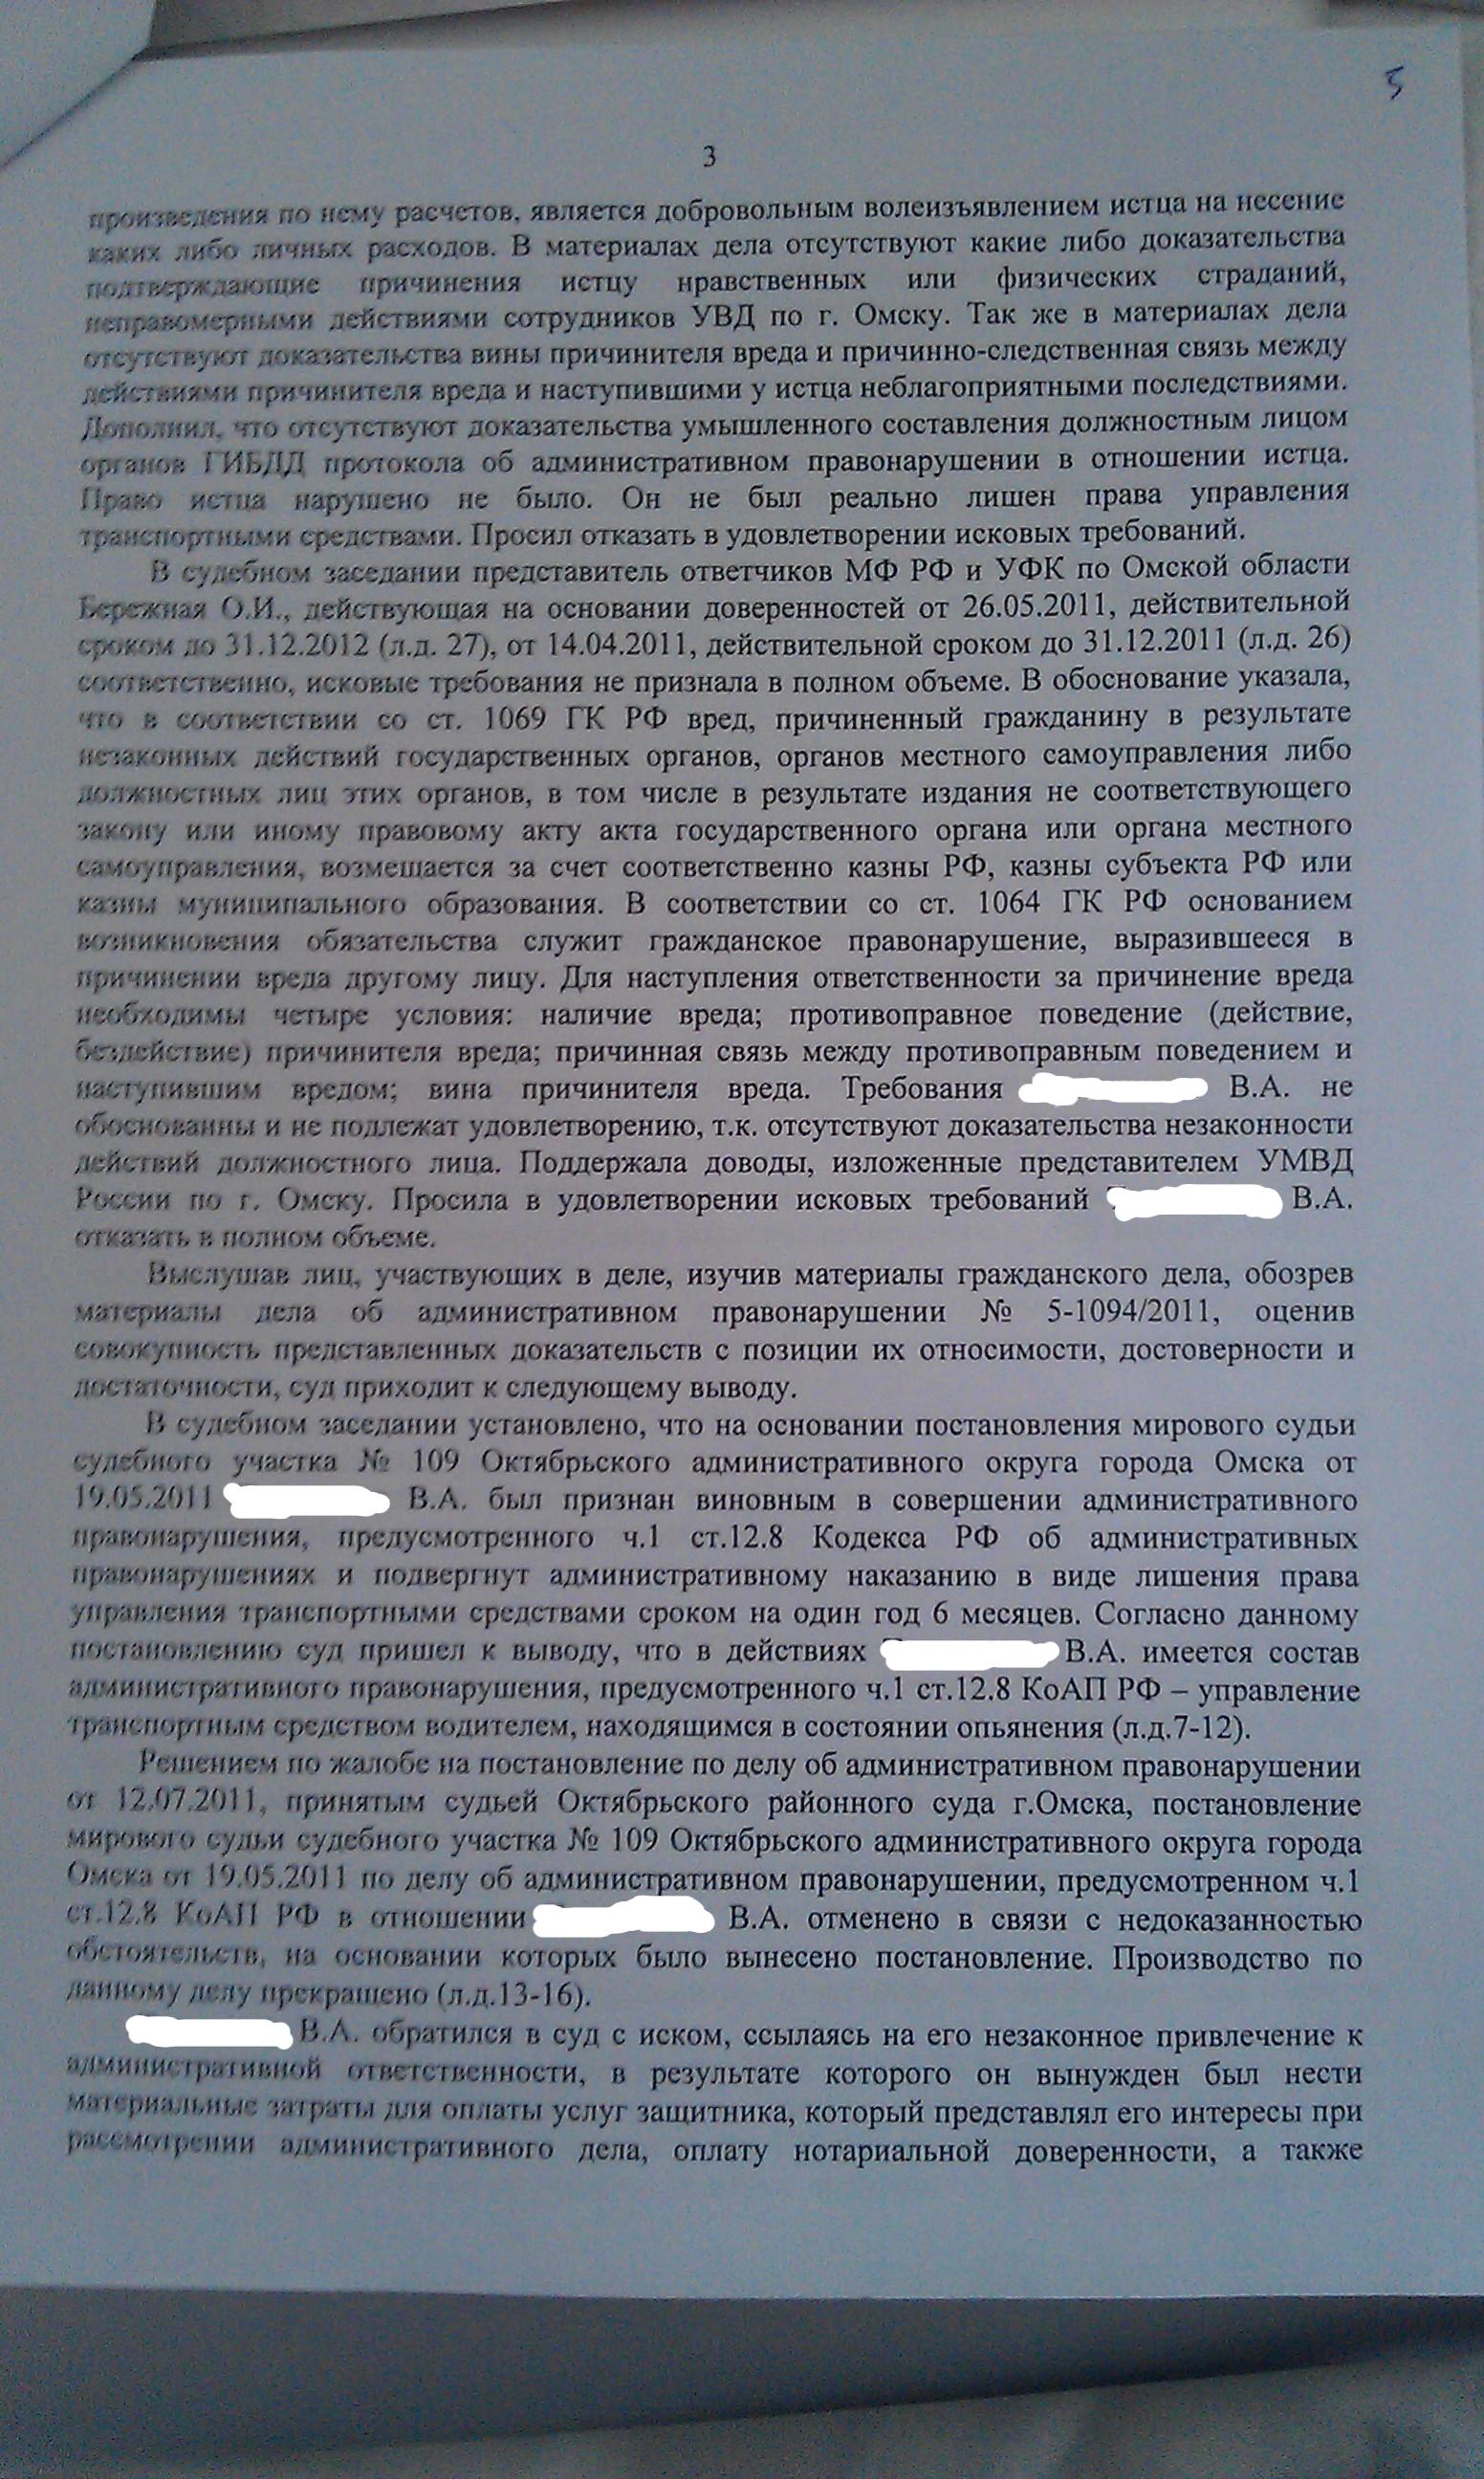 5
3
произведения по нему расчетов, является добровольным волеизъявлением истца на несение
каких либо личных расходов. В материалах дела отсутствуют какие либо доказательства
подтверждающие причинения истцу нравственных или физических страданий,
неправомерными действиями сотрудников УВД по г. Омску. Так же в материалах дела
отсутствуют доказательства вины причинителя вреда и причинно-следственная связь между
действиями причинителя вреда и наступившими у истца неблагоприятными последствиями.
Дополнил, что отсутствуют доказательства умышленного составления должностным лицом
органов ГИБДД протокола об административном правонарушении в отношении истца.
Право истца нарушено не было. Он не был реально лишен права управления
транспортными средствами. Просил отказать в удовлетворении исковых требований.
В судебном заседании представитель ответчиков МФ РФ и УФК по Омской области
Бережная О.И., действующая на основании доверенностей от 26.05.2011, действительной
сроком до 31.12.2012 (л.д. 27), от 14.04.2011, действительной сроком до 31.12.2011 (л.д. 26)
соответственно, исковые требования не признала в полном объеме. В обоснование указала,
что в соответствии со ст. 1069 ГК РФ вред, причиненный гражданину в результате
незаконных действий государственных органов, органов местного самоуправления либо
должностных лиц этих органов, в том числе в результате издания не соответствующего
закону или иному правовому акту акта государственного органа или органа местного
самоуправления, возмещается за счет соответственно казны РФ, казны субъекта РФ или
казны муниципального образования. В соответствии со ст. 1064 ГК РФ основанием
возникновения обязательства служит гражданское правонарушение, выразившееся в
причинении вреда другому лицу. Для наступления ответственности за причинение вреда
необходимы четыре условия: наличие вреда; противоправное поведение (действие,
бездействие) причинителя вреда; причинная связь между противоправным поведением и
наступившим вредом; вина причинителя вреда. Требования В.А. не
обоснованны и не подлежат удовлетворению, т.к. отсутствуют доказательства незаконности
действий должностного лица. Поддержала доводы, изложенные представителем УМВД
России по г. Омску. Просила в удовлетворении исковых требований В.А.
отказать в полном объеме.
Выслушав лиц, участвующих в деле, изучив материалы гражданского дела, обозрев
материалы дела об административном правонарушении № 5-1094/2011, оценив
совокупность представленных доказательств с позиции их относимости, достоверности и
достаточности, суд приходит к следующему выводу.
В судебном заседании установлено, что на основании постановления мирового судьи
судебного участка № 109 Октябрьского административного округа города Омска от
19.05.2011 В.А. был признан виновным в совершении административного
правонарушения, предусмотренного ч.1 ст.12.8 Кодекса РФ об административных
правонарушениях и подвергнут административному наказанию в виде лишения права
управления транспортными средствами сроком на один год 6 месяцев. Согласно данному
постановлению суд пришел к выводу, что в действиях В.А. имеется состав
административного правонарушения, предусмотренного ч.1 ст.12.8 КоАП РФ – управление
транспортным средством водителем, находящимся в состоянии опьянения (л.д.7-12).
Решением по жалобе на постановление по делу об административном правонарушении
от 12.07.2011, принятым судьей Октябрьского районного суда г.Омска, постановление
мирового судьи судебного участка № 109 Октябрьского административного округа города
Омска от 19.05.2011 по делу об административном правонарушении, предусмотренном ч.1
ст.12.8 КоАП РФ в отношении В.А. отменено в связи с недоказанностью
обстоятельств, на основании которых было вынесено постановление. Производство по
данному делу прекращено (л.д.13-16).
В.А. обратился в суд с иском, ссылаясь на его незаконное привлечение к
административной ответственности, в результате которого он вынужден был нести
материальные затраты для оплаты услуг защитника, который представлял его интересы при
рассмотрении административного дела, оплату нотариальной доверенности, а также